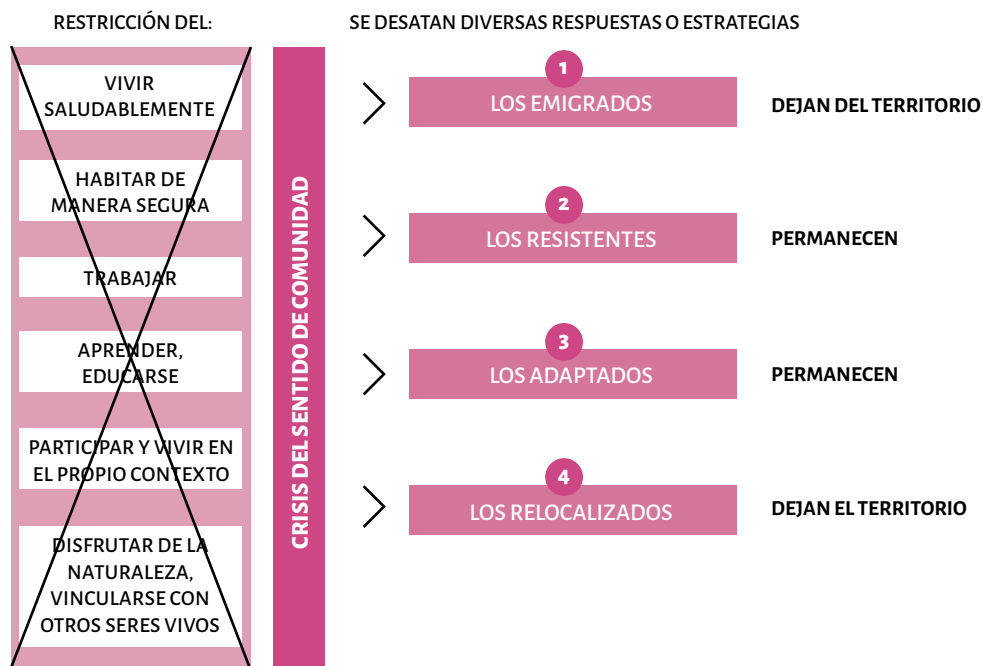 RESTRICCIÓN DEL:
VIVIR
SALUDABLEMENTE
HABITAR DE
MANERA SEGURA
TRABAJAR
APRENDER,
EDUCARSE
PARTICIPAR Y VIVIR EN
EL PROPIO CONTEXTO
DISFRUTAR DE LA
NATURALEZA,
VINCULARSE CON
OTROS SERES VIVOS
CRISIS DEL SENTIDO DE COMUNIDAD
SE DESATAN DIVERSAS RESPUESTAS O ESTRATEGIAS
1
LOS EMIGRADOS
DEJAN DEL TERRITORIO
2
LOS RESISTENTES
PERMANECEN
3
LOS ADAPTADOS
PERMANECEN
4
LOS RELOCALIZADOS
DEJAN EL TERRITORIO